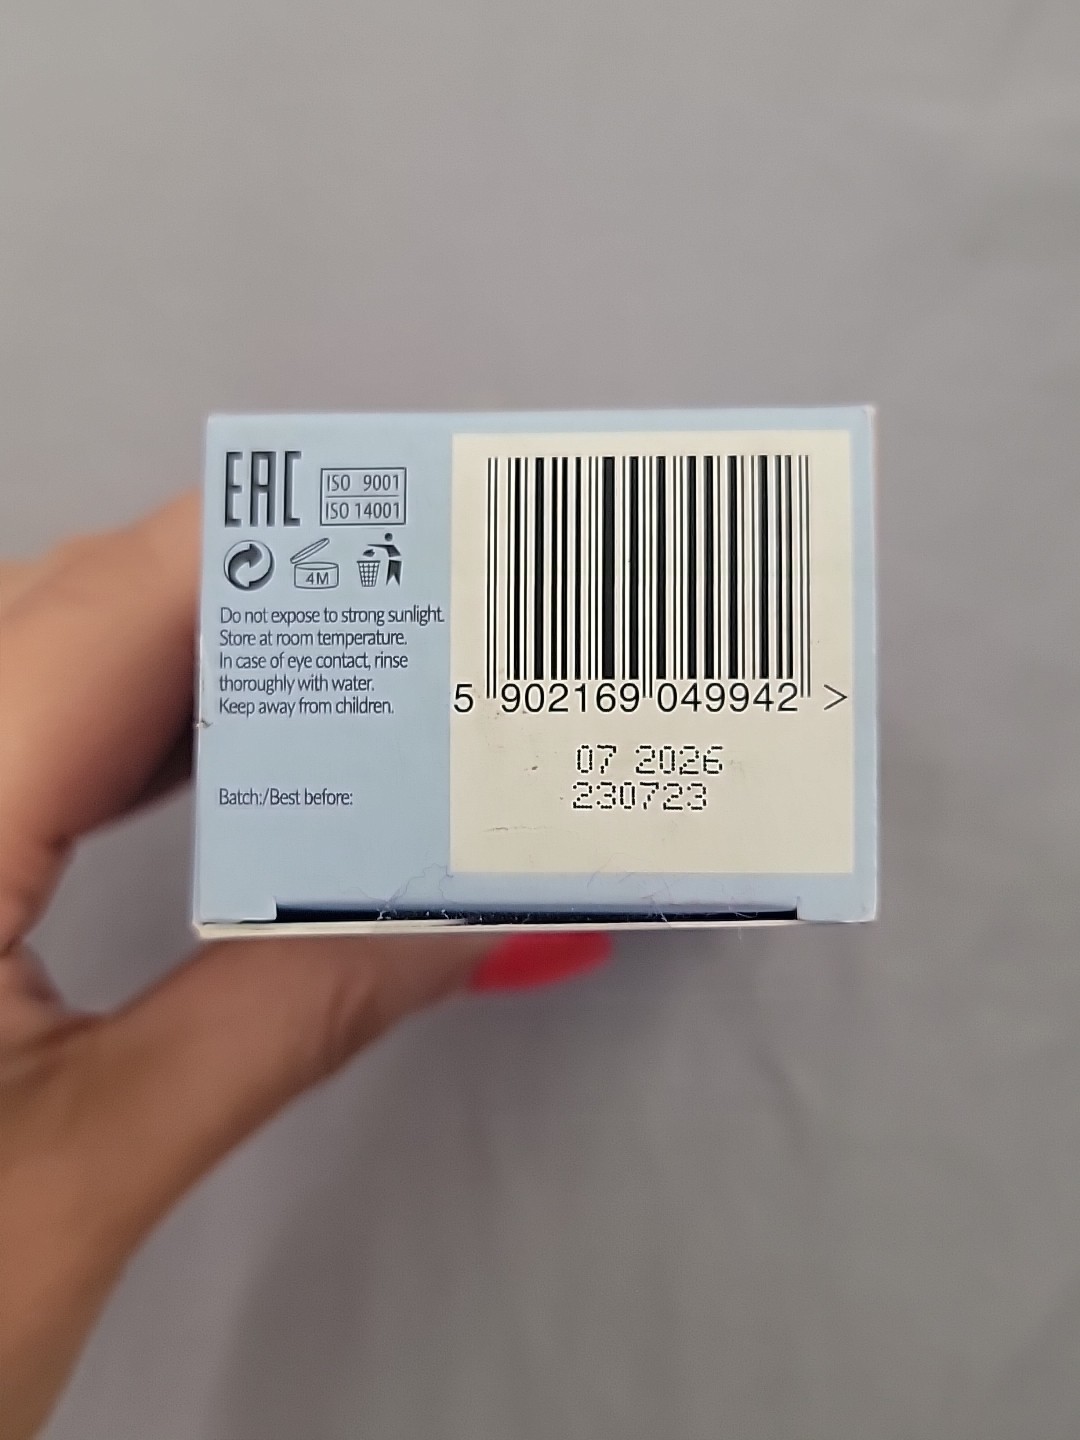 EAC
ISO 9001
ISO 14001
4M
Do not expose to strong sunlight.
Store at room temperature.
In case of eye contact, rinse
thoroughly with water.
Keep away from children.
Batch:/Best before:
5 902169 049942 >
07 2026
230723